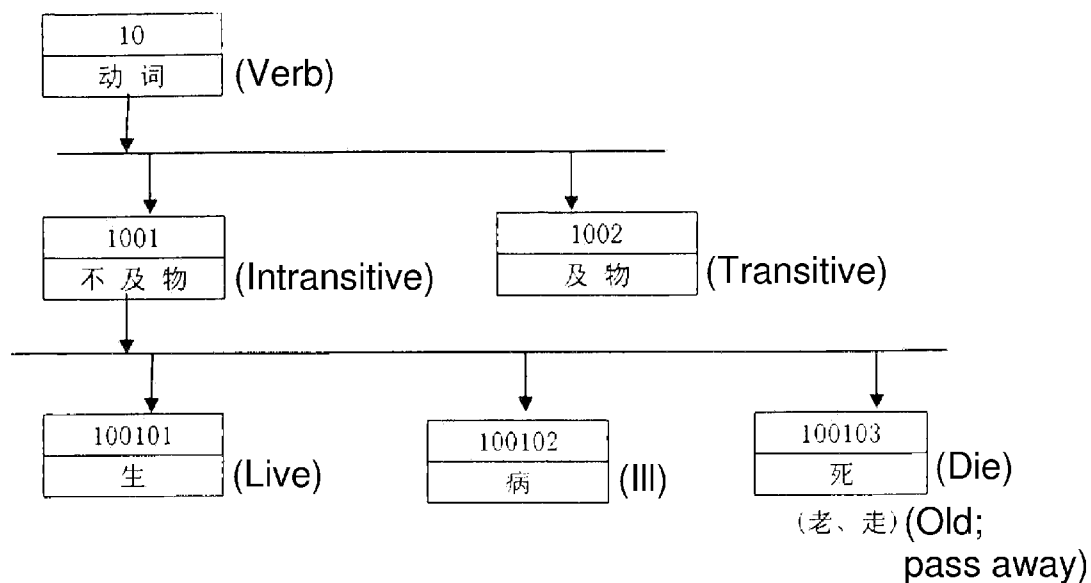 10
动词 (Verb)
1001
不及物 (Intransitive)
1002
及物 (Transitive)
100101
生 (Live)
100102
病 (Ill)
100103
死 (Die)
(老、走) (Old;
pass away)